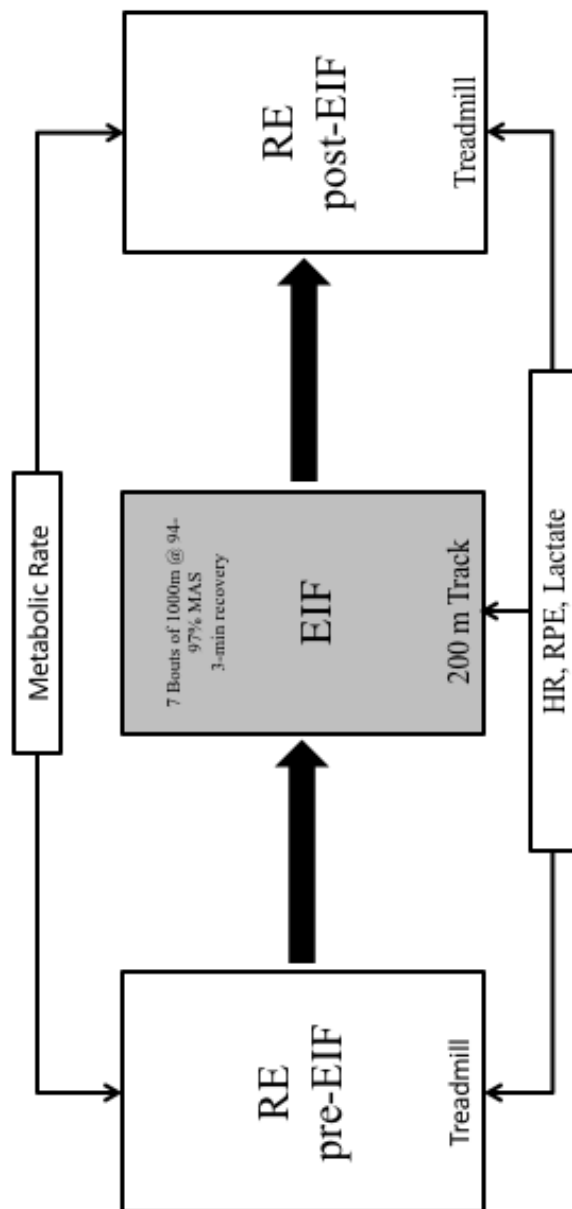 Metabolic Rate
RE
pre-EIF
Treadmill
7 Bouts of 1000m @ 94-
97% MAS
3-min recovery
EIF
200 m Track
RE
post-EIF
Treadmill
HR, RPE, Lactate